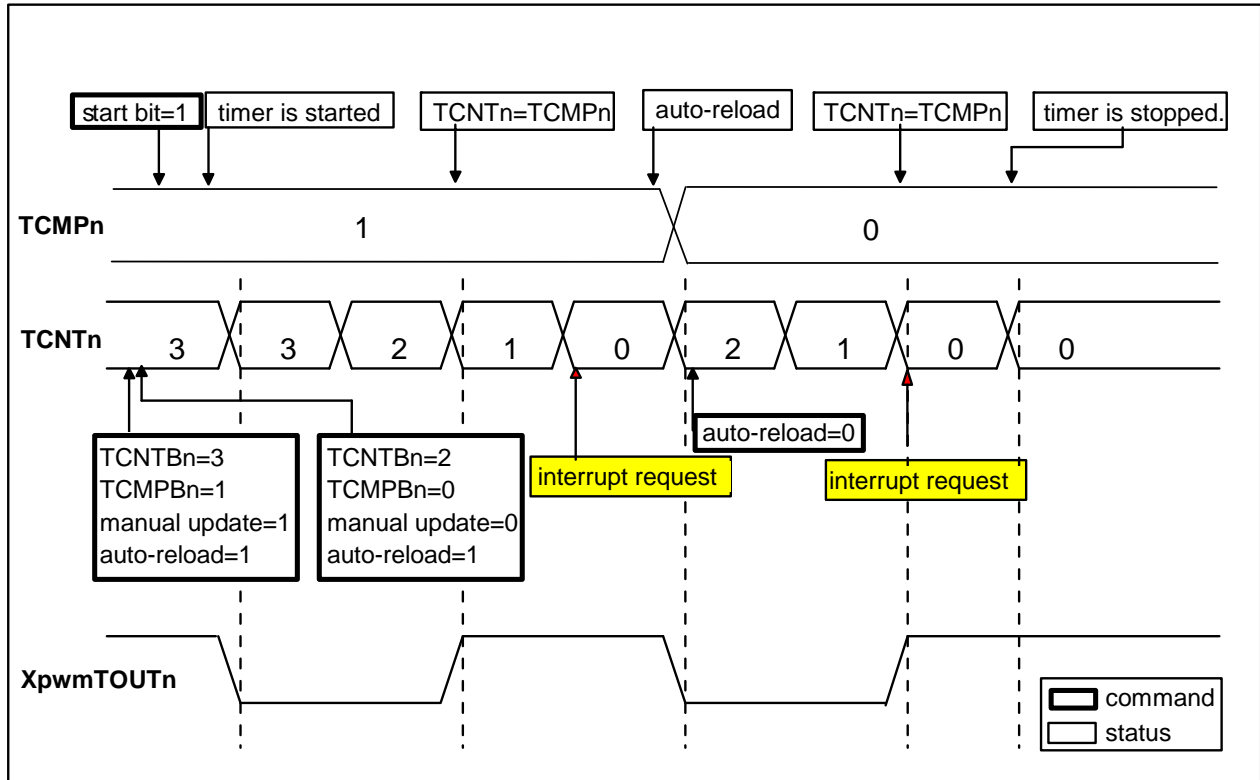 start bit=1
timer is started
TCNTn=TCMPn
auto-reload
TCNTn=TCMPn
timer is stopped.
TCMPn
1
0
TCNTn
3
3
2
1
0
2
1
0
0
TCNTBn=3
TCMPBn=1
manual update=1
auto-reload=1
TCNTBn=2
TCMPBn=0
manual update=0
auto-reload=1
interrupt request
auto-reload=0
interrupt request
XpwmTOUTn
command
status